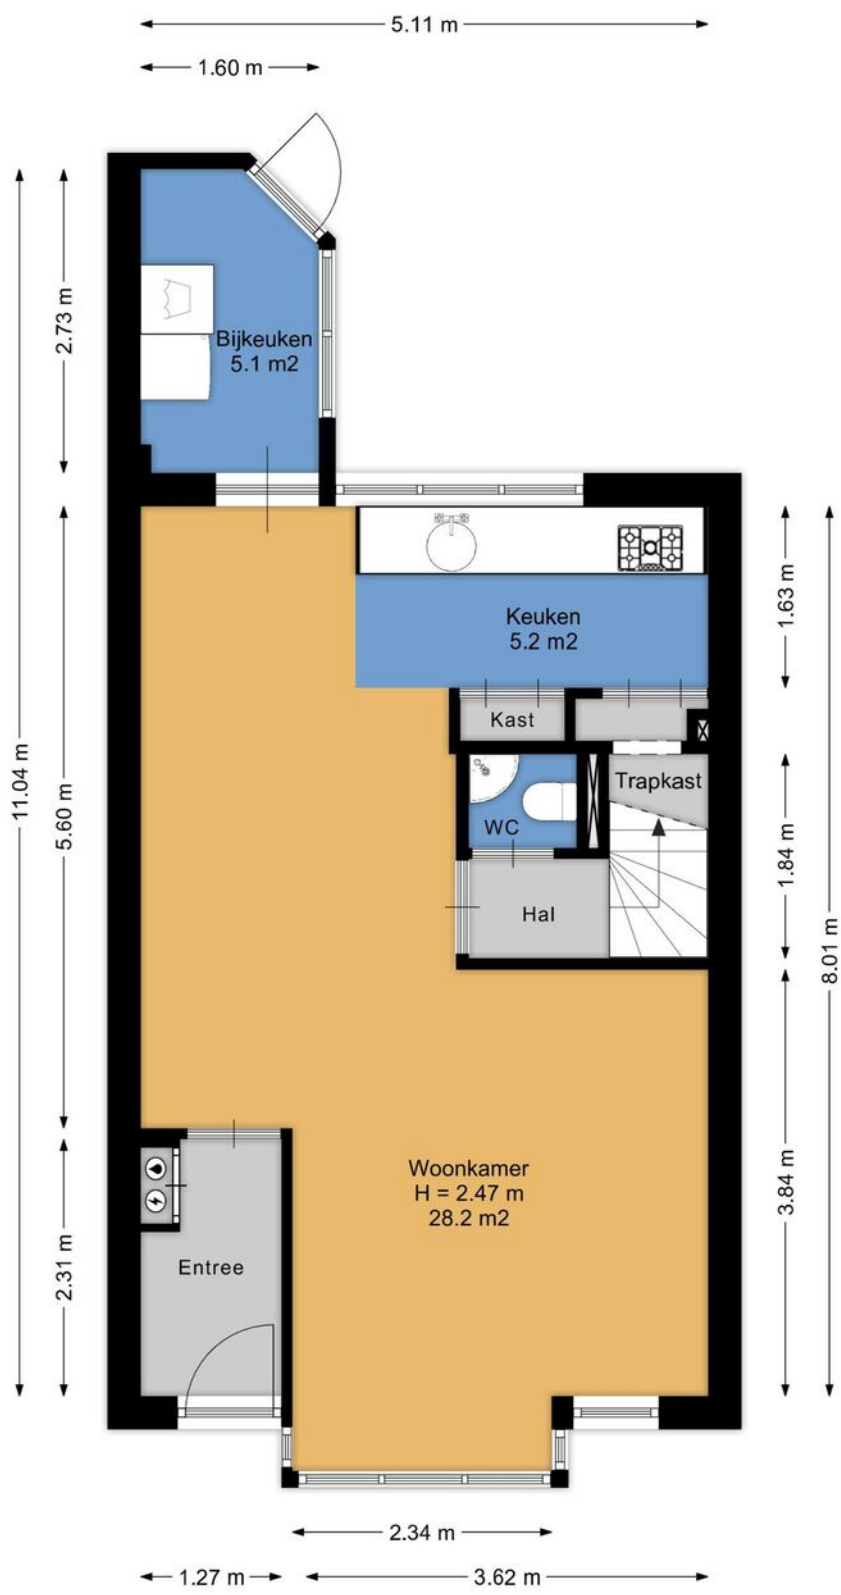 5.11 m
1.60 m
2.73 m
Bijkeuken
5.1 m2
Keuken
5.2 m2
1.63 m
Kast
11.04 m
5.60 m
Trapkast
WC
1.84 m
Hal
8.01 m
Woonkamer
H = 2.47 m
28.2 m2
3.84 m
Entree
2.31 m
2.34 m
1.27 m
3.62 m